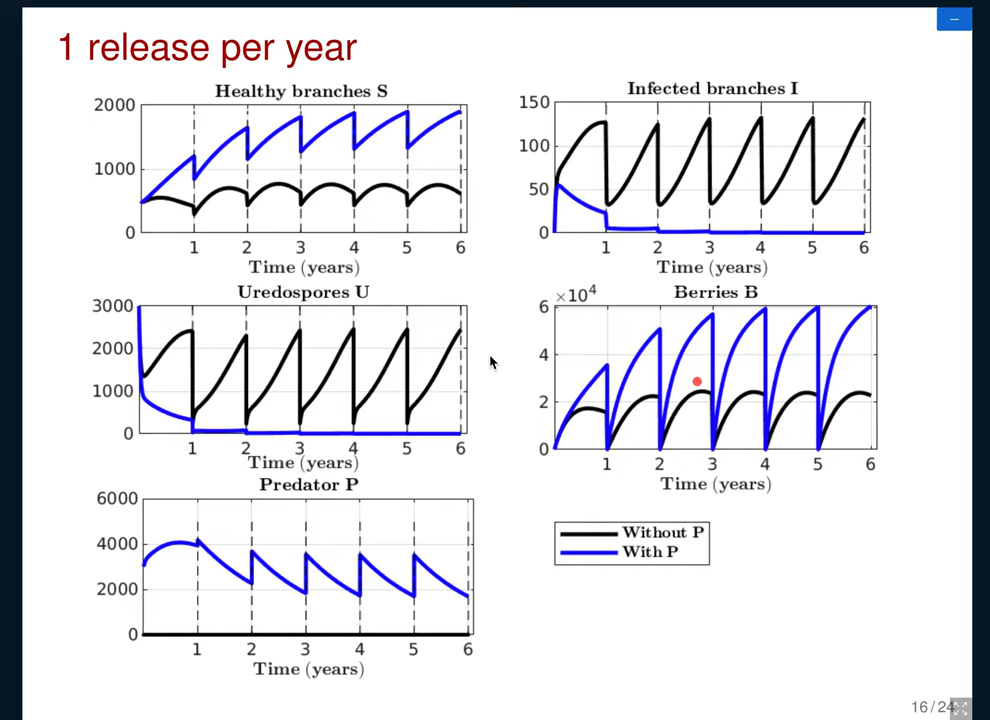 1 release per year
Healthy branches S
2000
1000
0
1 2 3 4 5 6
Time (years)
Infected branches I
150
100
50
0
1 2 3 4 5 6
Time (years)
Uredospores U
3000
2000
1000
0
1 2 3 4 5 6
Time (years)
Berries B
×10⁴
6
4
2
0
1 2 3 4 5 6
Time (years)
Predator P
6000
4000
2000
0
1 2 3 4 5 6
Time (years)
Without P
With P
16 / 24